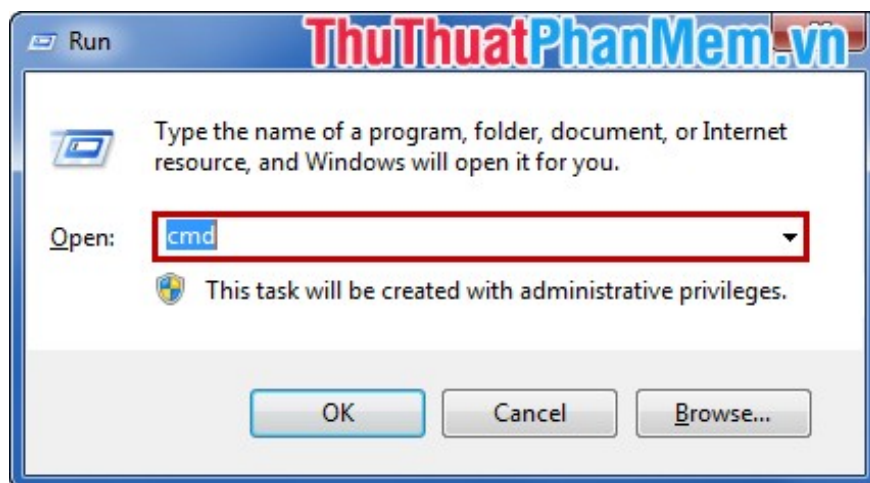 Run
ThuThuatPhanMem.vn
Type the name of a program, folder, document, or Internet
resource, and Windows will open it for you.
Open:
cmd
This task will be created with administrative privileges.
OK
Cancel
Browse...